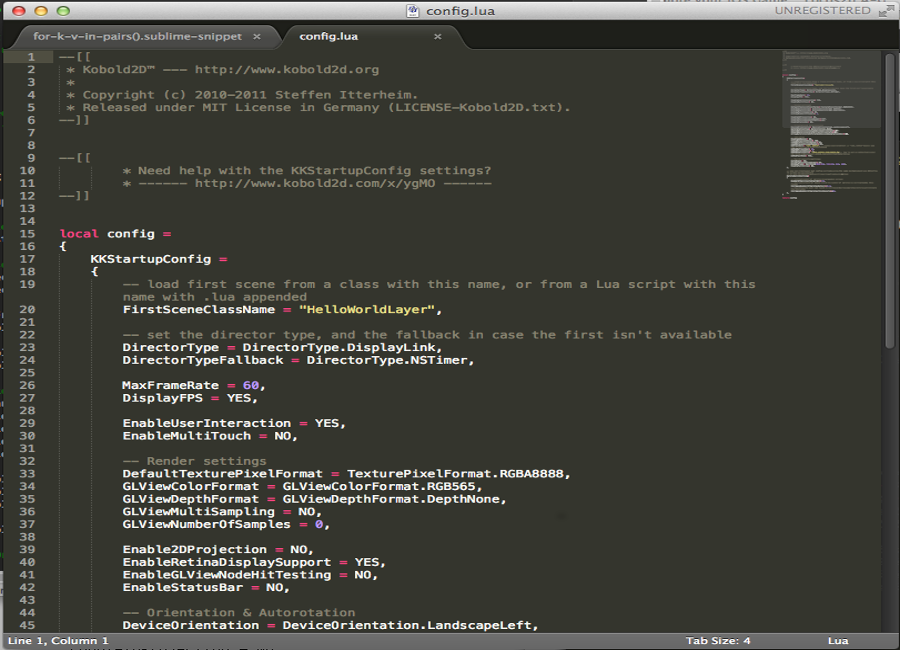 config.lua
UNREGISTERED
for-k-v-in-pairs().sublime-snippet ×
config.lua ×
1 --[[
2 * Kobold2D™ --- http://www.kobold2d.org
3 *
4 * Copyright (c) 2010-2011 Steffen Itterheim.
5 * Released under MIT License in Germany (LICENSE-Kobold2D.txt).
6 --]]
7
8
9 --[[
10 * Need help with the KKStartupConfig settings?
11 * ------ http://www.kobold2d.com/x/ygMO ------
12 --]]
13
14
15 local config =
16 {
17 KKStartupConfig =
18 {
19 -- load first scene from a class with this name, or from a Lua script with this
name with .lua appended
20 FirstSceneClassName = "HelloWorldLayer",
21
22 -- set the director type, and the fallback in case the first isn't available
23 DirectorType = DirectorType.DisplayLink,
24 DirectorTypeFallback = DirectorType.NSTimer,
25
26 MaxFrameRate = 60,
27 DisplayFPS = YES,
28
29 EnableUserInteraction = YES,
30 EnableMultiTouch = NO,
31
32 -- Render settings
33 DefaultTexturePixelFormat = TexturePixelFormat.RGBA8888,
34 GLViewColorFormat = GLViewColorFormat.RGB565,
35 GLViewDepthFormat = GLViewDepthFormat.DepthNone,
36 GLViewMultiSampling = NO,
37 GLViewNumberOfSamples = 0,
38
39 Enable2DProjection = NO,
40 EnableRetinaDisplaySupport = YES,
41 EnableGLViewNodeHitTesting = NO,
42 EnableStatusBar = NO,
43
44 -- Orientation & Autorotation
45 DeviceOrientation = DeviceOrientation.LandscapeLeft,
Line 1, Column 1
Tab Size: 4
Lua